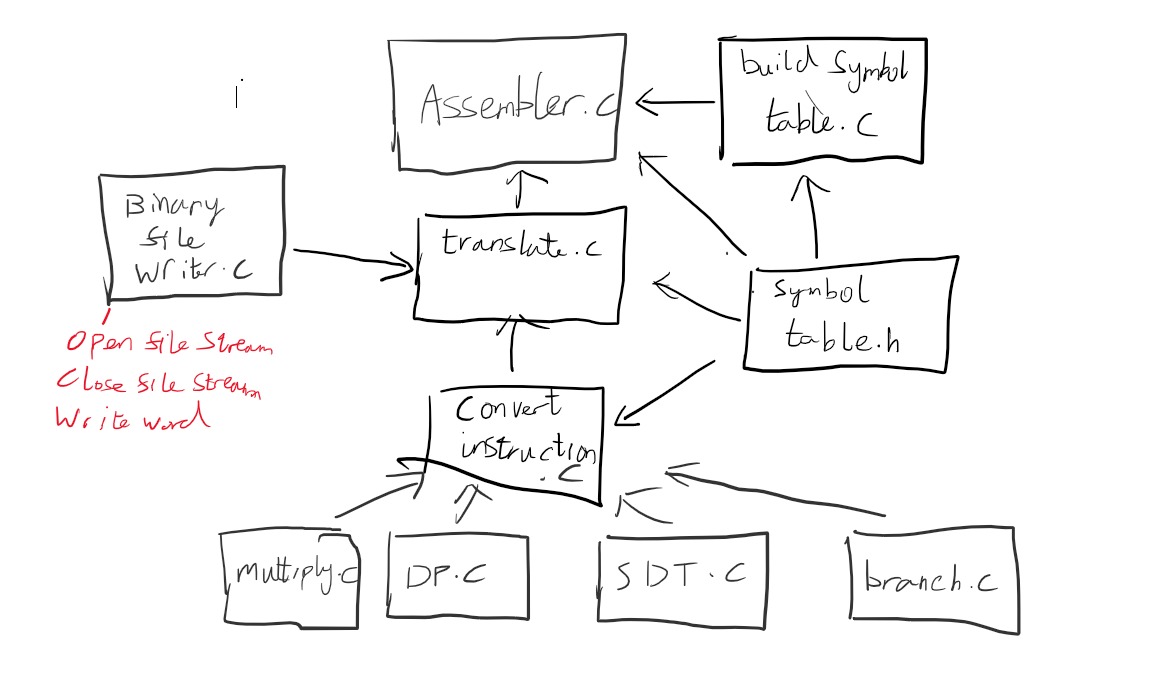 Assembler.c
build symbol
table.c
Binary
file
writer.c
translate.c
symbol
table.h
Open file stream
Close file stream
Write word
Convert
instruction
.c
multiply.c
DP.c
SDT.c
branch.c